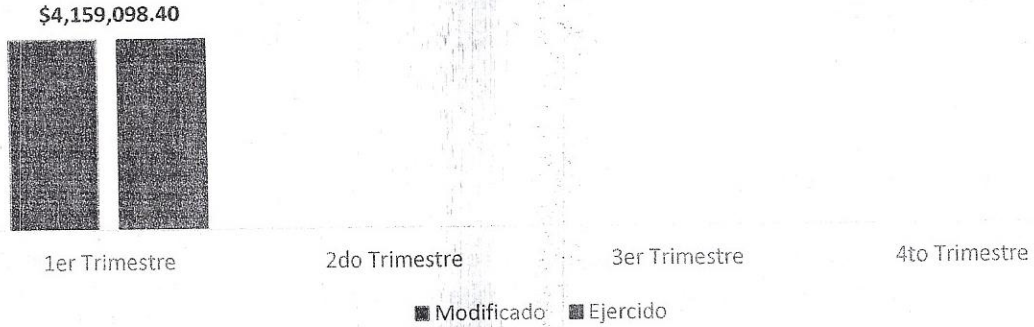 $4,159,098.40
1er Trimestre 2do Trimestre 3er Trimestre 4to Trimestre
Modificado Ejercido